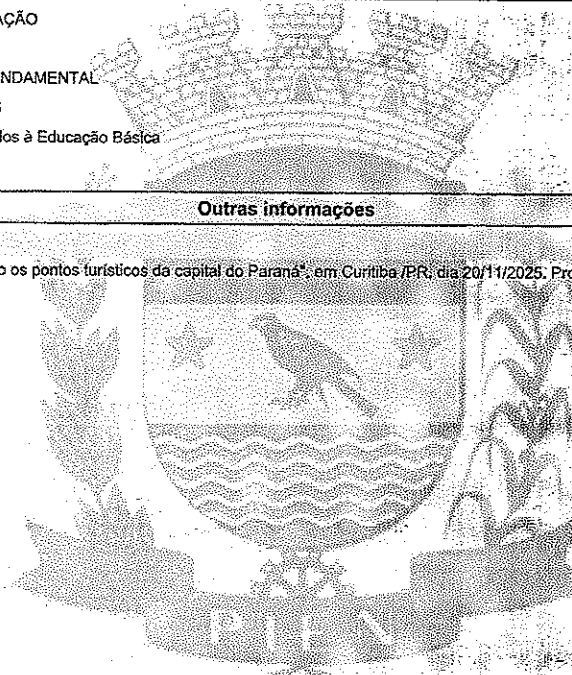 AÇÃO
NDAMENTAL
dos à Educação Básica
Outras informações
o os pontos turísticos da capital do Paraná", em Curitiba /PR, dia 20/11/2025. Pro
PIEN